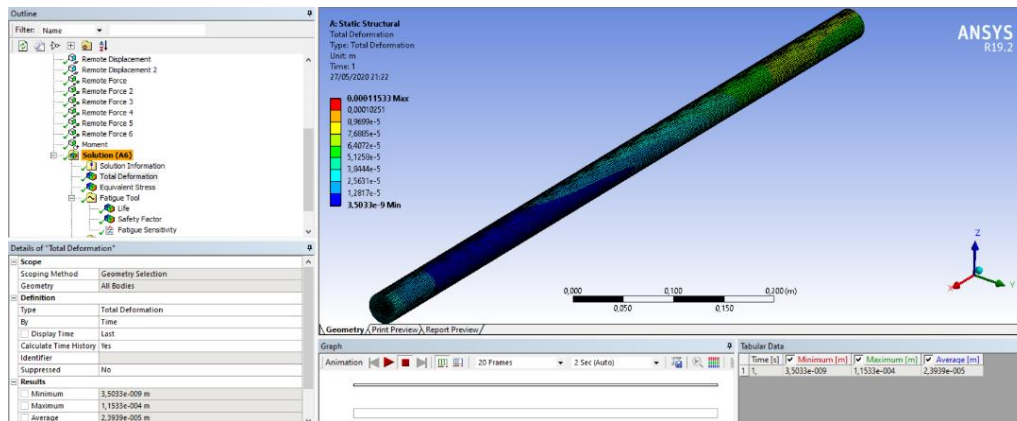 Outline
Filter: Name
Remote Displacement
Remote Displacement 2
Remote Force
Remote Force 2
Remote Force 3
Remote Force 4
Remote Force 5
Remote Force 6
Moment
Solution (A6)
Solution Information
Total Deformation
Equivalent Stress
Fatigue Tool
Life
Safety Factor
Fatigue Sensitivity
Details of "Total Deformation"
Scope
Scoping Method Geometry Selection
Geometry All Bodies
Definition
Type Total Deformation
By Time
Display Time Last
Calculate Time History Yes
Identifier
Suppressed No
Results
Minimum 3,5033e-009 m
Maximum 1,1533e-004 m
Average 2,3939e-005 m
A: Static Structural
Total Deformation
Type: Total Deformation
Unit: m
Time: 1
27/05/2020 21:22
0,00011533 Max
0,00010251
8,9699e-5
7,6885e-5
6,4072e-5
5,1258e-5
3,8444e-5
2,5631e-5
1,2817e-5
3,5033e-9 Min
ANSYS
R19.2
Z
X
Y
0,000 0,100 0,200 (m)
0,050 0,150
Geometry Print Preview Report Preview
Graph
Animation 20 Frames 2 Sec (Auto)
Tabular Data
Time [s] Minimum [m] Maximum [m] Average [m]
1 1, 3,5033e-009 1,1533e-004 2,3939e-005